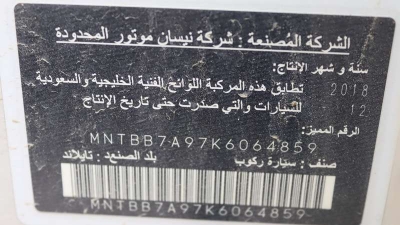 الشركة المُصنعة : شركة نيسان موتور المحدودة
سنة و شهر الإنتاج:
2018 تطابق هذه المركبة اللوائح الفنية الخليجية والسعودية
12 للسيارات والتي صدرت حتى تاريخ الإنتاج
الرقم المميز:
MNTBB7A97K6064859
صنف : سيارة ركوب بلد الصنع: تايلاند
MNTBB7A97K6064859